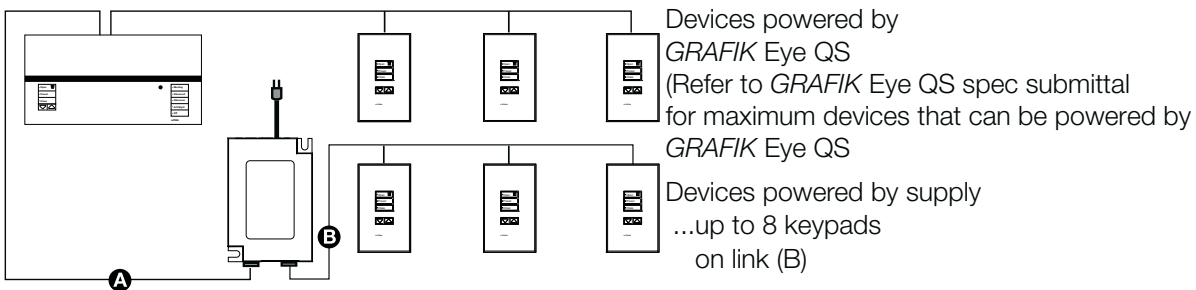 Devices powered by
GRAFIK Eye QS
(Refer to GRAFIK Eye QS spec submittal
for maximum devices that can be powered by
GRAFIK Eye QS
Devices powered by supply
...up to 8 keypads
on link (B)
B
A